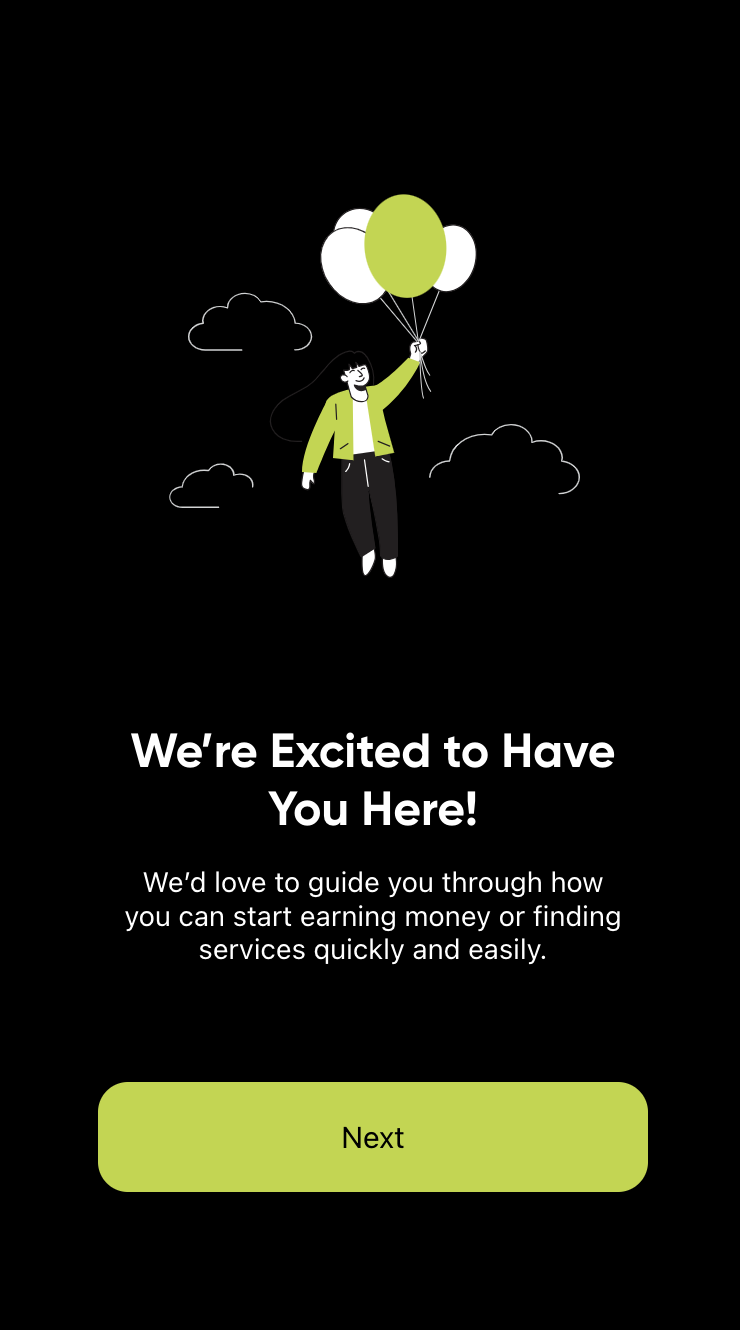 We’re Excited to Have
You Here!
We’d love to guide you through how
you can start earning money or finding
services quickly and easily.
Next